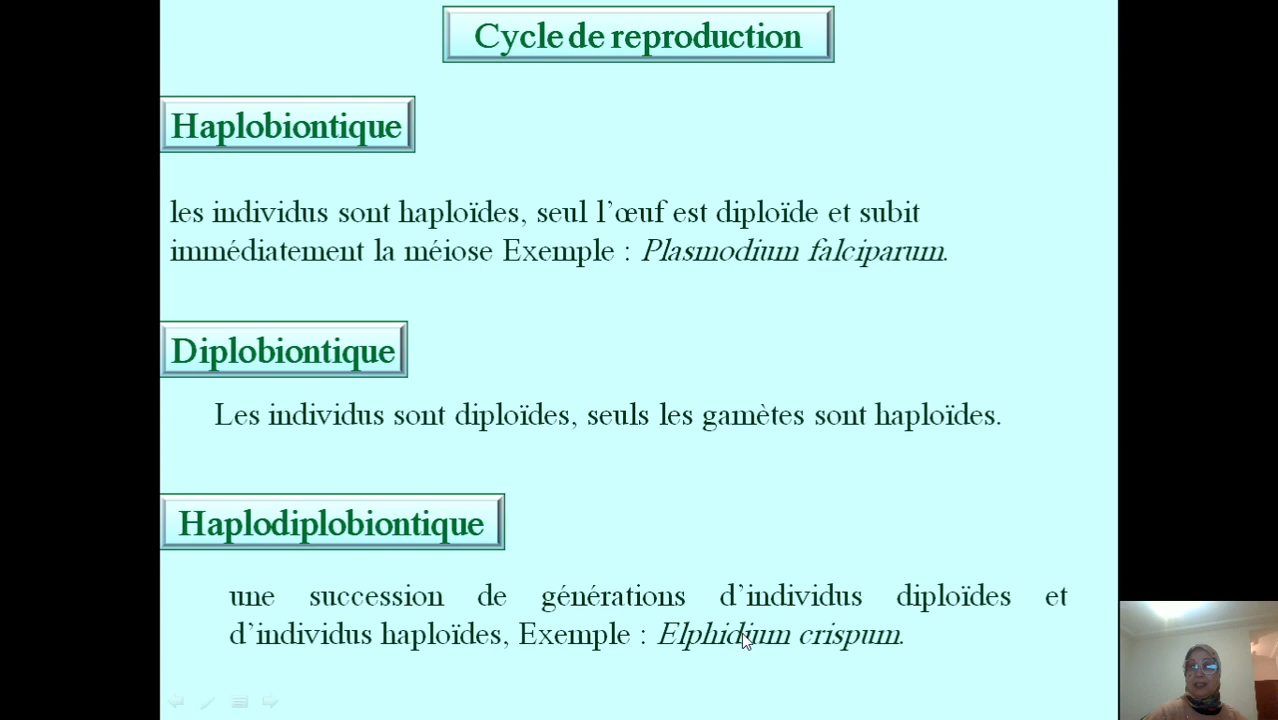 Cycle de reproduction
Haplobiontique
les individus sont haploïdes, seul l’œuf est diploïde et subit
immédiatement la méiose Exemple : Plasmodium falciparum.
Diplobiontique
Les individus sont diploïdes, seuls les gamètes sont haploïdes.
Haplodiplobiontique
une succession de générations d’individus diploïdes et
d’individus haploïdes, Exemple : Elphidium crispum.